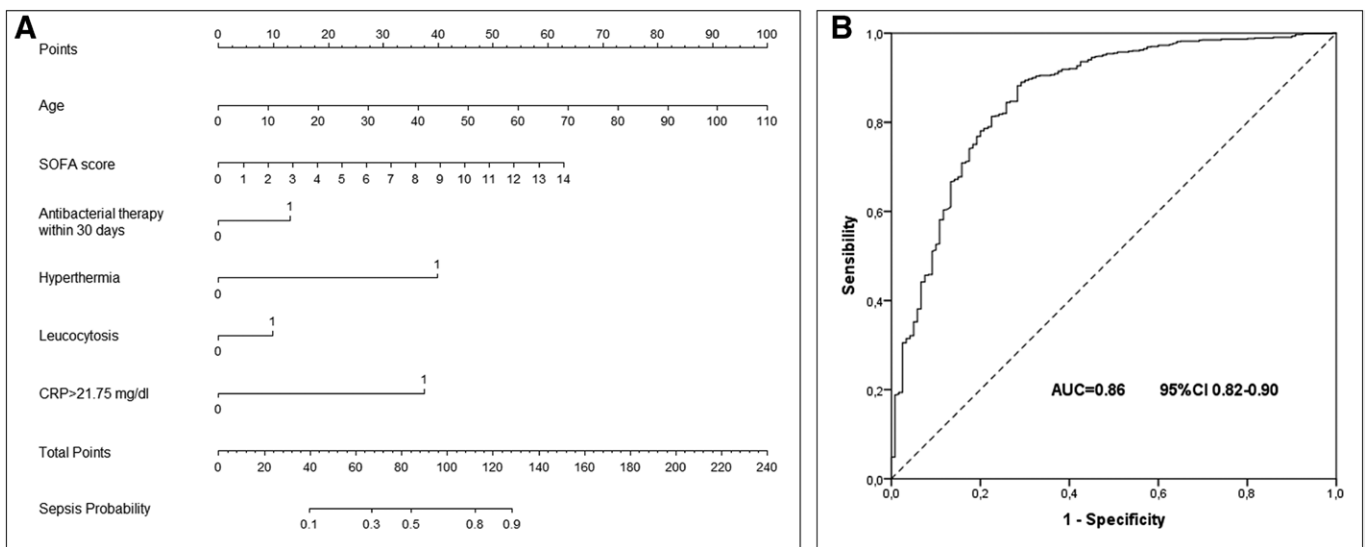 A
Points
0 10 20 30 40 50 60 70 80 90 100
Age
0 10 20 30 40 50 60 70 80 90 100 110
SOFA score
0 1 2 3 4 5 6 7 8 9 10 11 12 13 14
Antibacterial therapy
within 30 days
1
0
Hyperthermia
1
0
Leucocytosis
1
0
CRP>21.75 mg/dl
1
0
Total Points
0 20 40 60 80 100 120 140 160 180 200 220 240
Sepsis Probability
0.1 0.3 0.5 0.8 0.9
B
1,0
0,8
0,6
0,4
0,2
0,0
Sensibility
AUC=0.86 95%CI 0.82-0.90
0,0 0,2 0,4 0,6 0,8 1,0
1 - Specificity